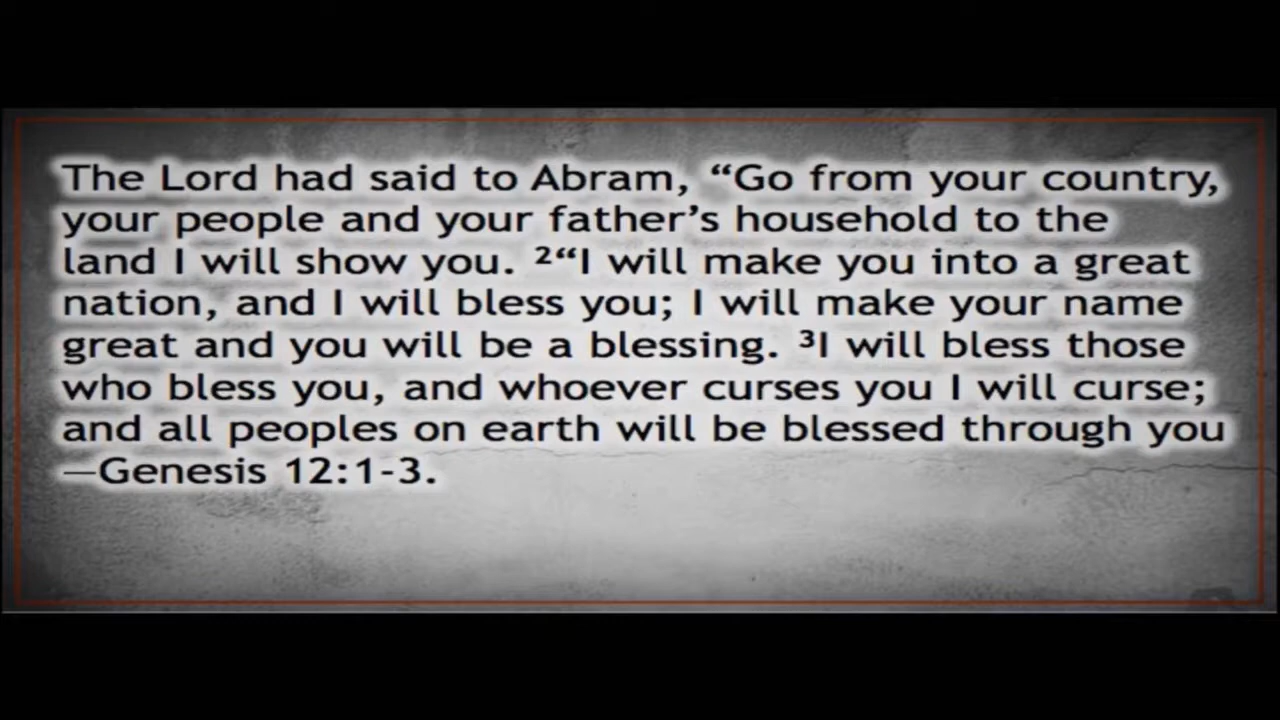 The Lord had said to Abram, “Go from your country,
your people and your father’s household to the
land I will show you. ²“I will make you into a great
nation, and I will bless you; I will make your name
great and you will be a blessing. ³I will bless those
who bless you, and whoever curses you I will curse;
and all peoples on earth will be blessed through you
—Genesis 12:1-3.